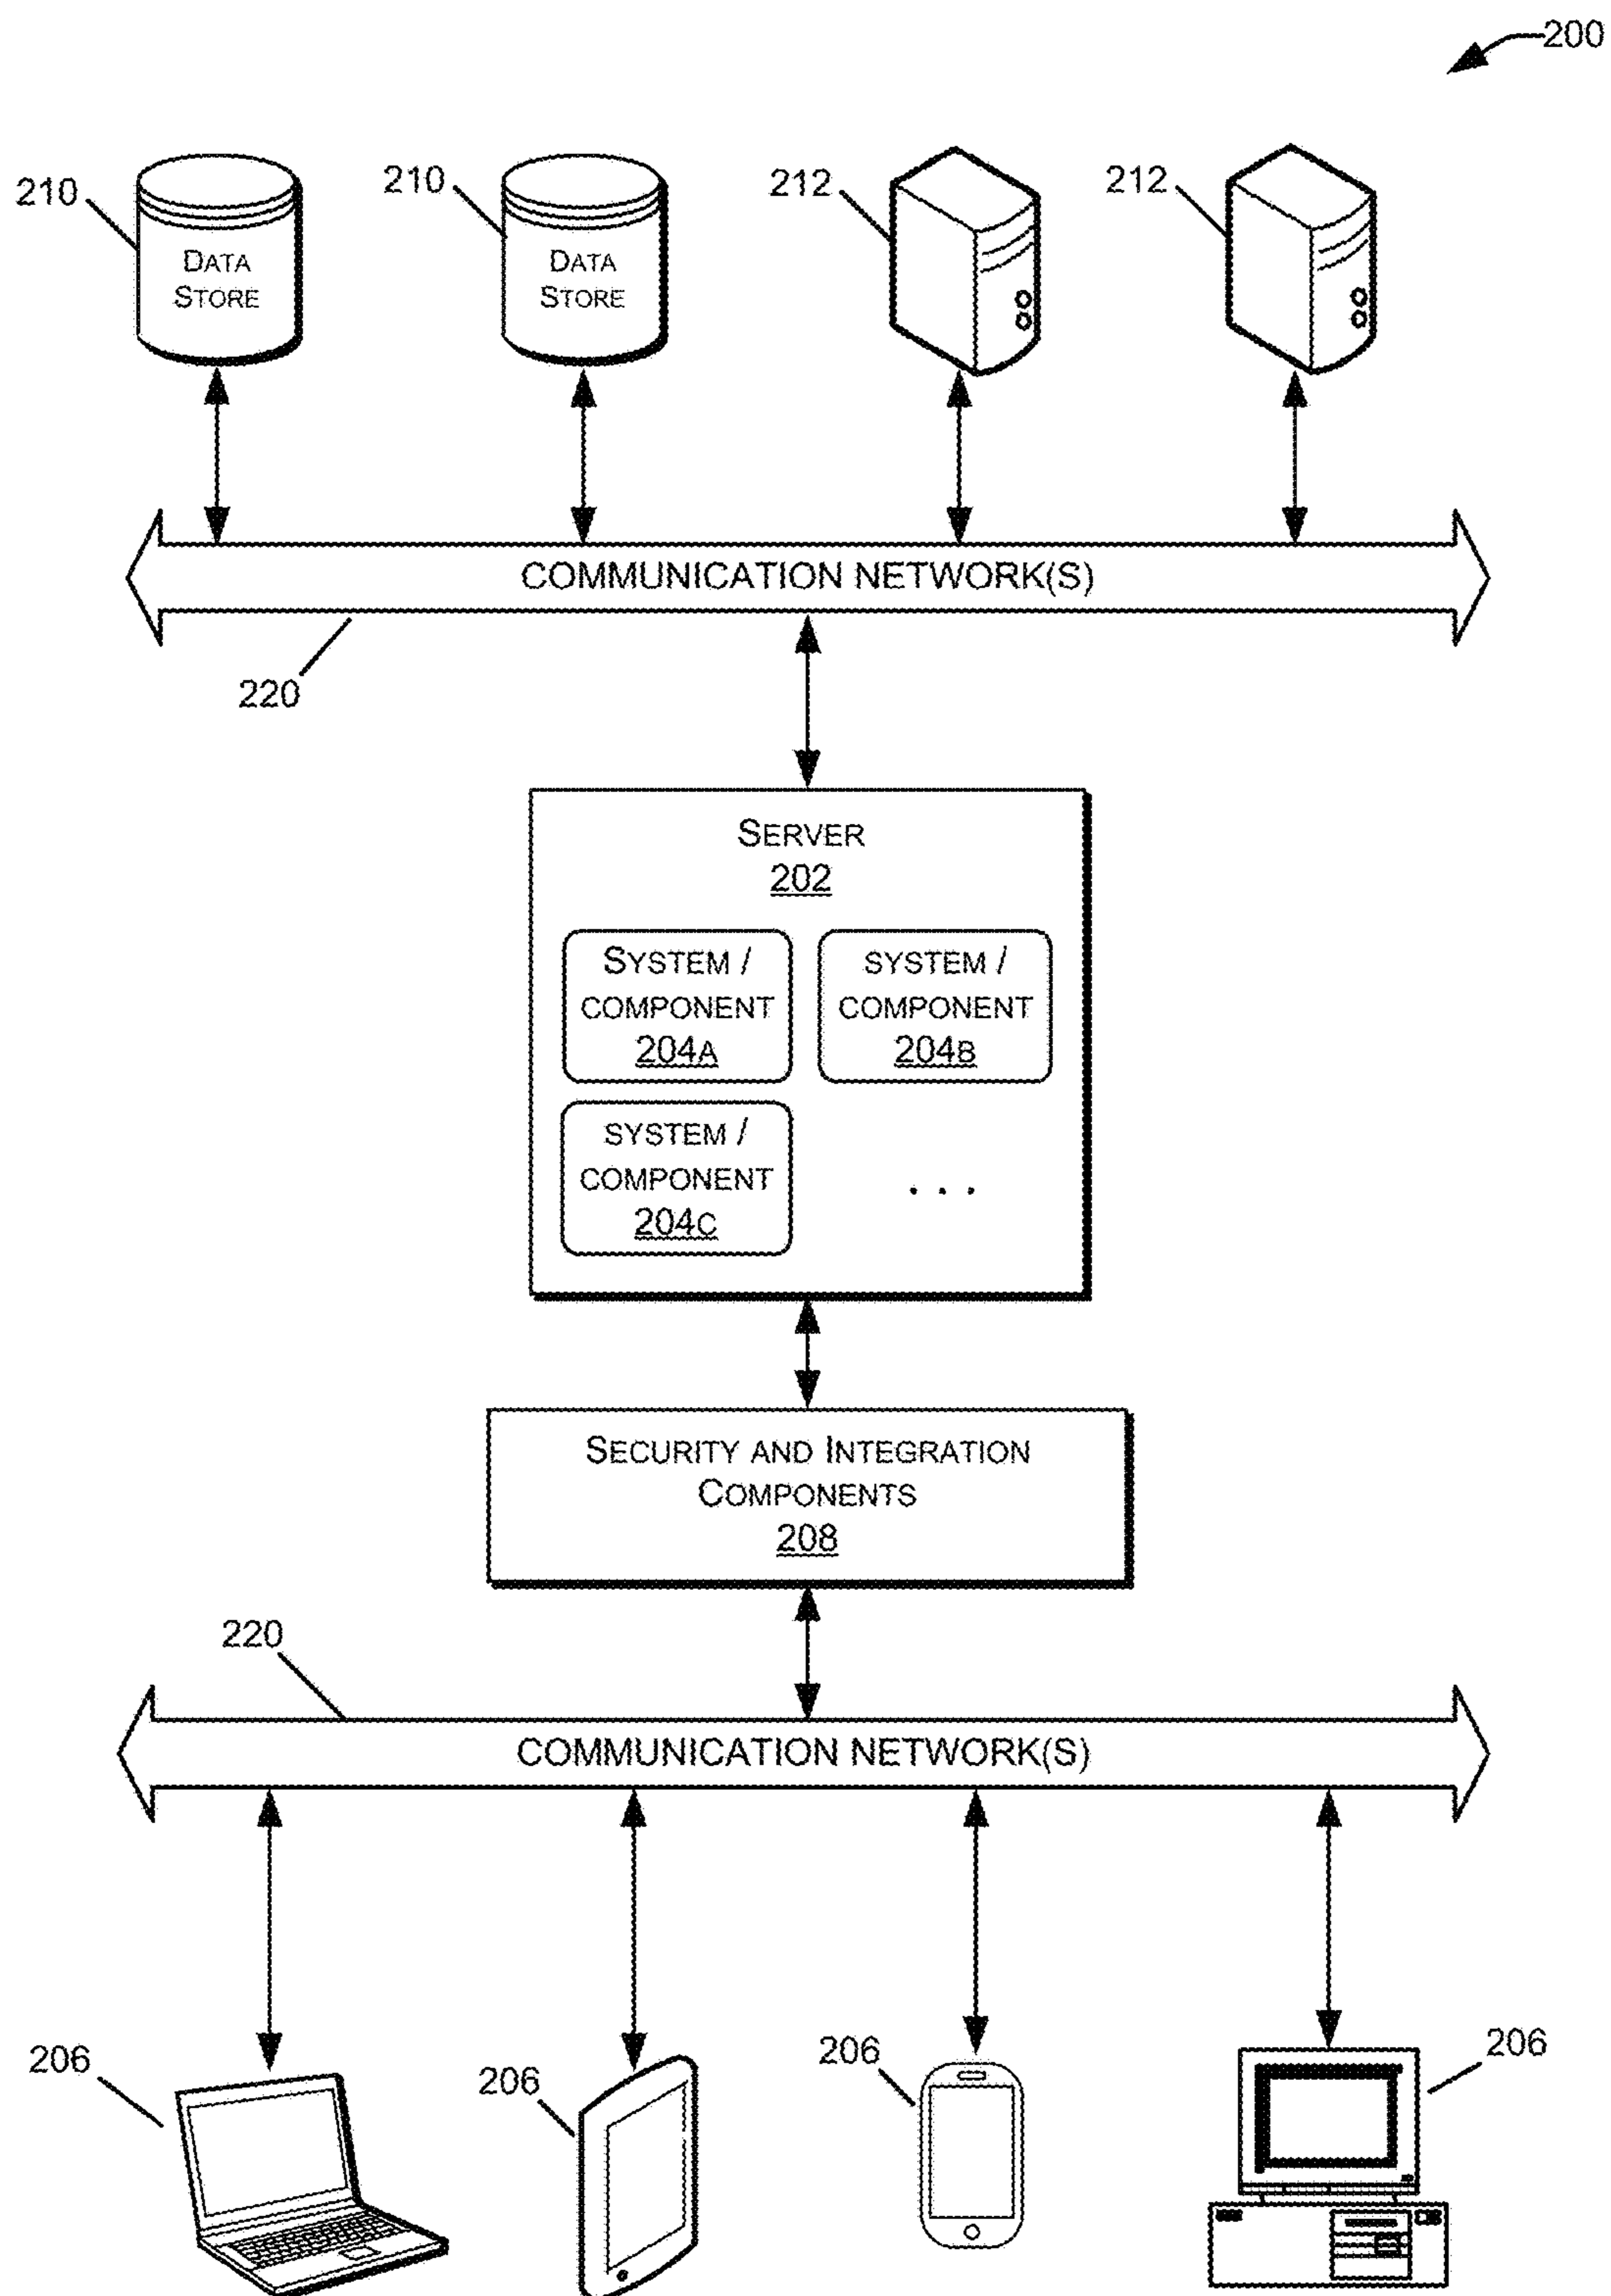 200
210
210
212
212
DATA
STORE
DATA
STORE
COMMUNICATION NETWORK(S)
220
SERVER
202
SYSTEM /
COMPONENT
204A
SYSTEM /
COMPONENT
204B
SYSTEM /
COMPONENT
204C
. . .
SECURITY AND INTEGRATION
COMPONENTS
208
220
COMMUNICATION NETWORK(S)
206
206
206
206